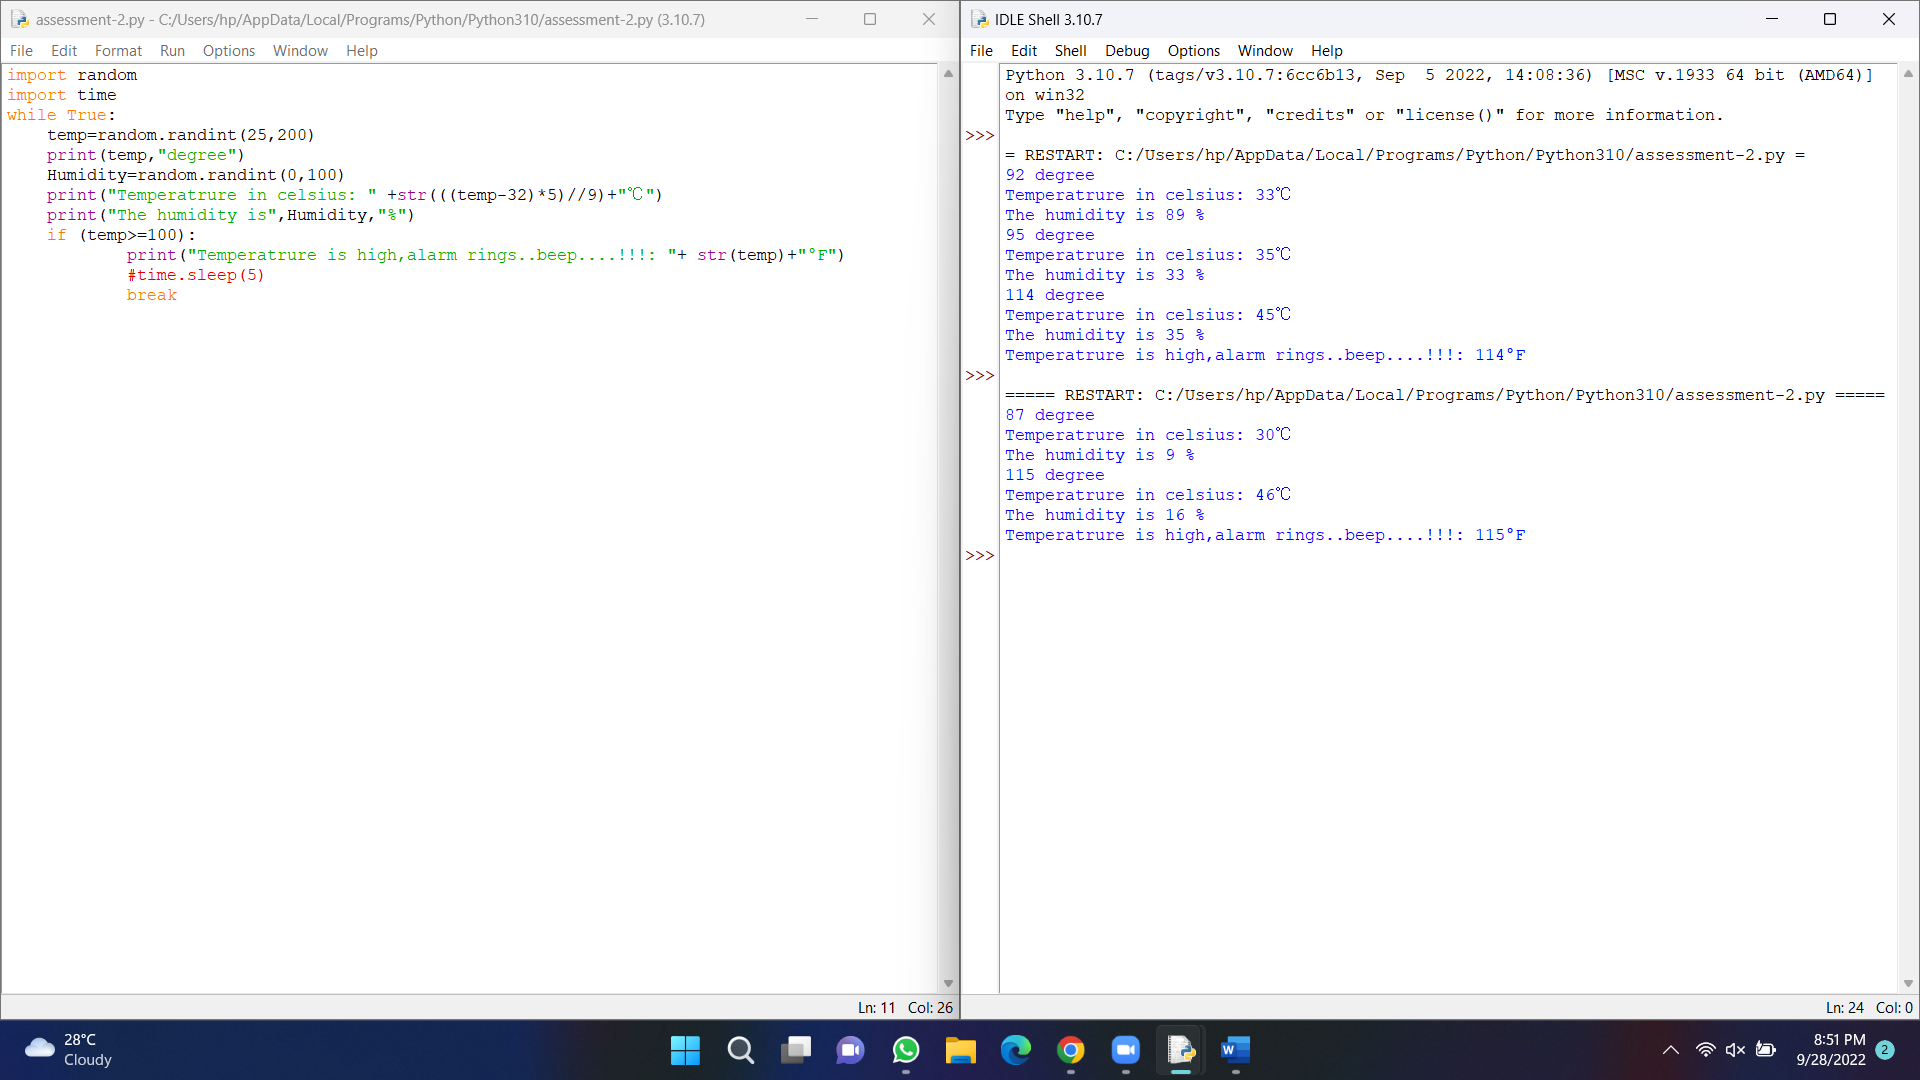 assessment-2.py - C:/Users/hp/AppData/Local/Programs/Python/Python310/assessment-2.py (3.10.7)
File Edit Format Run Options Window Help
import random
import time
while True:
    temp=random.randint(25,200)
    print(temp,"degree")
    Humidity=random.randint(0,100)
    print("Temperatrure in celsius: " +str(((temp-32)*5)//9)+"℃")
    print("The humidity is",Humidity,"%")
    if (temp>=100):
            print("Temperatrure is high,alarm rings..beep....!!!: "+ str(temp)+"°F")
            #time.sleep(5)
            break
Ln: 11 Col: 26
IDLE Shell 3.10.7
File Edit Shell Debug Options Window Help
Python 3.10.7 (tags/v3.10.7:6cc6b13, Sep  5 2022, 14:08:36) [MSC v.1933 64 bit (AMD64)]
on win32
Type "help", "copyright", "credits" or "license()" for more information.
>>>
= RESTART: C:/Users/hp/AppData/Local/Programs/Python/Python310/assessment-2.py =
92 degree
Temperatrure in celsius: 33℃
The humidity is 89 %
95 degree
Temperatrure in celsius: 35℃
The humidity is 33 %
114 degree
Temperatrure in celsius: 45℃
The humidity is 35 %
Temperatrure is high,alarm rings..beep....!!!: 114°F
>>>
===== RESTART: C:/Users/hp/AppData/Local/Programs/Python/Python310/assessment-2.py =====
87 degree
Temperatrure in celsius: 30℃
The humidity is 9 %
115 degree
Temperatrure in celsius: 46℃
The humidity is 16 %
Temperatrure is high,alarm rings..beep....!!!: 115°F
>>>
Ln: 24 Col: 0
28°C
Cloudy
W
8:51 PM
9/28/2022
2